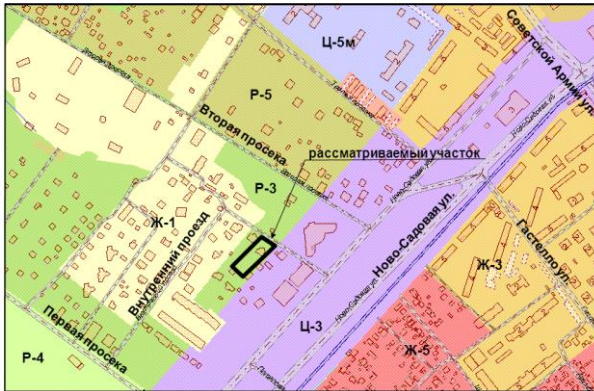 Советской Армии ул.
Ц-5м
Р-5
Вторая просека
рассматриваемый участок
Р-3
Ново-Садовая ул.
Гастелло ул.
Ж-1
Внутренний проезд
Ж-3
Первая просека
Ц-3
Р-4
Ж-5